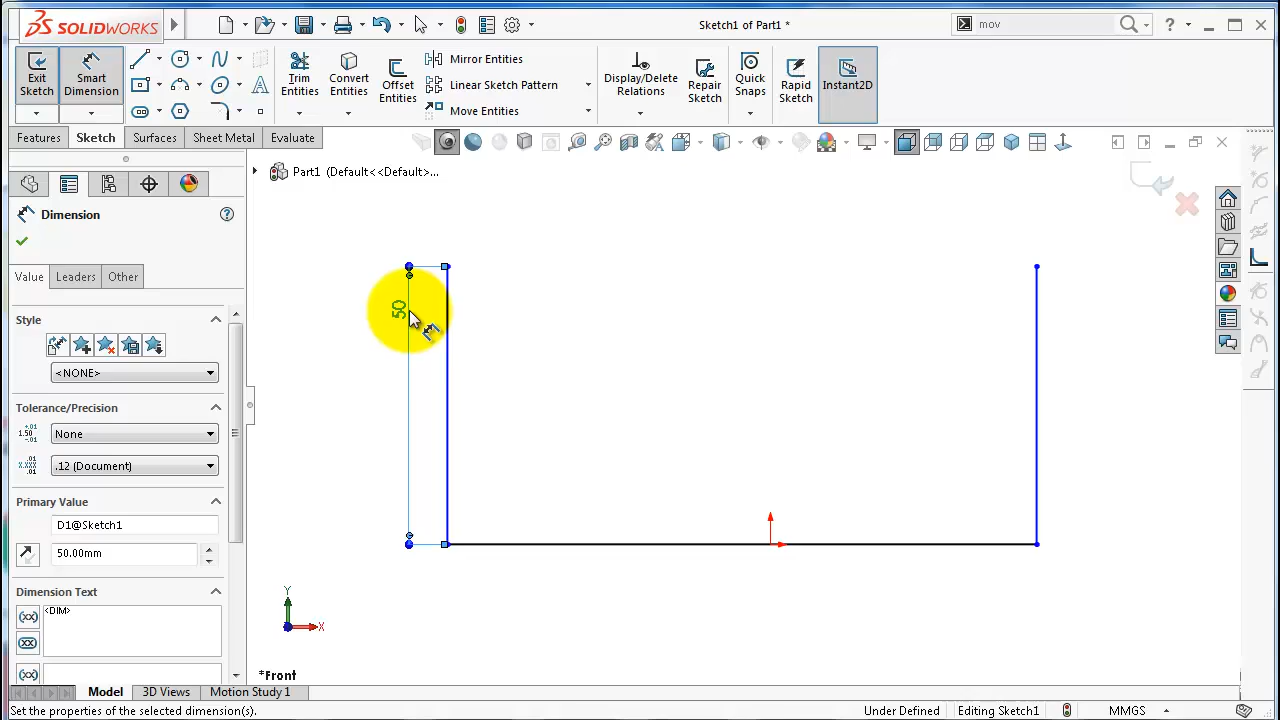 SOLIDWORKS
Sketch1 of Part1 *
mov
Exit Sketch
Smart Dimension
Trim Entities
Convert Entities
Offset Entities
Mirror Entities
Linear Sketch Pattern
Move Entities
Display/Delete Relations
Repair Sketch
Quick Snaps
Rapid Sketch
Instant2D
Features
Sketch
Surfaces
Sheet Metal
Evaluate
Part1 (Default<<Default>...
Dimension
Value
Leaders
Other
Style
<NONE>
Tolerance/Precision
None
.12 (Document)
Primary Value
D1@Sketch1
50.00mm
Dimension Text
<DIM>
50
Y
X
*Front
Model
3D Views
Motion Study 1
Set the properties of the selected dimension(s).
Under Defined
Editing Sketch1
MMGS